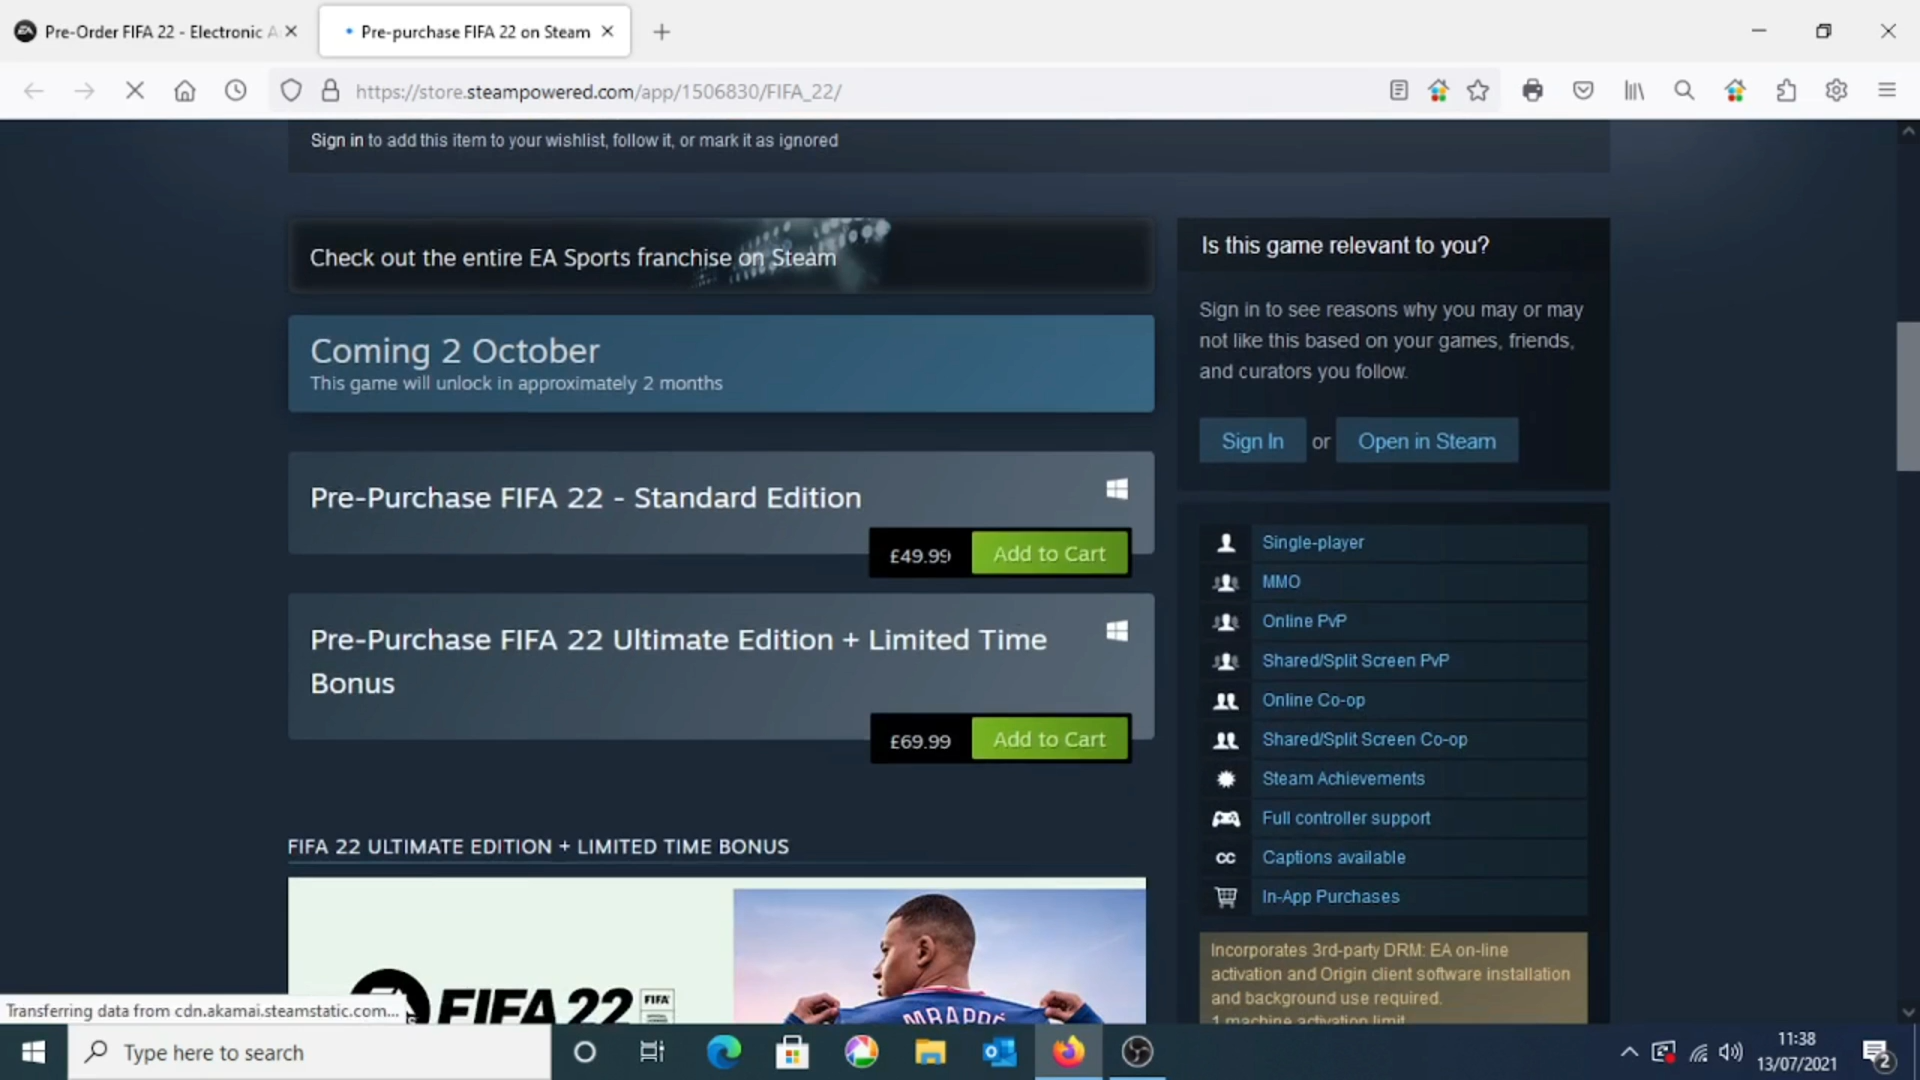 Pre-Order FIFA 22 - Electronic A
Pre-purchase FIFA 22 on Steam
https://store.steampowered.com/app/1506830/FIFA_22/
Sign in to add this item to your wishlist, follow it, or mark it as ignored
Check out the entire EA Sports franchise on Steam
Coming 2 October
This game will unlock in approximately 2 months
Pre-Purchase FIFA 22 - Standard Edition
£49.99
Add to Cart
Pre-Purchase FIFA 22 Ultimate Edition + Limited Time
Bonus
£69.99
Add to Cart
FIFA 22 ULTIMATE EDITION + LIMITED TIME BONUS
FIFA 22
FIFA
MBAPPÉ
Is this game relevant to you?
Sign in to see reasons why you may or may
not like this based on your games, friends,
and curators you follow.
Sign In or Open in Steam
Single-player
MMO
Online PvP
Shared/Split Screen PvP
Online Co-op
Shared/Split Screen Co-op
Steam Achievements
Full controller support
CC Captions available
In-App Purchases
Incorporates 3rd-party DRM: EA on-line
activation and Origin client software installation
and background use required.
1 machine activation limit
Transferring data from cdn.akamai.steamstatic.com...
Type here to search
11:38
13/07/2021
2